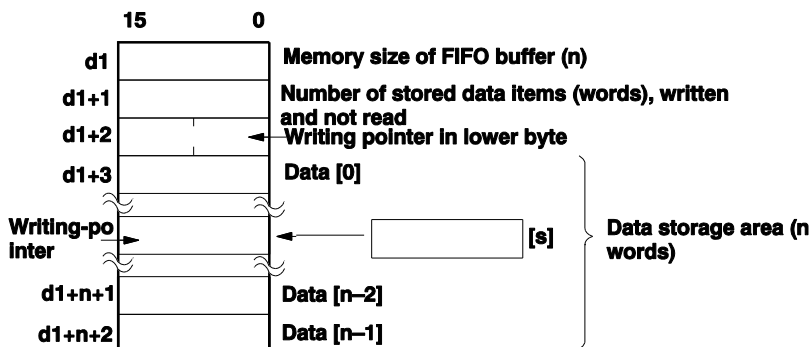 15 0
d1 Memory size of FIFO buffer (n)
d1+1 Number of stored data items (words), written
and not read
d1+2 Writing pointer in lower byte
d1+3 Data [0]
Writing-po
inter
[s]
Data storage area (n
words)
d1+n+1 Data [n–2]
d1+n+2 Data [n–1]